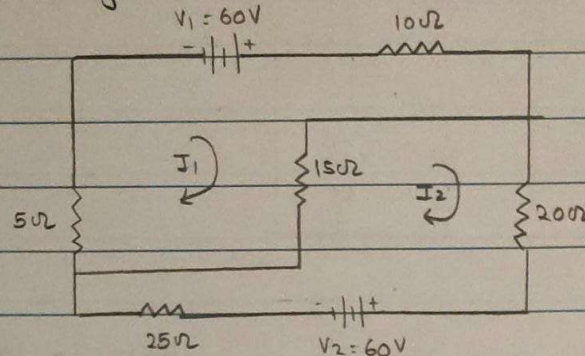 V1 = 60V
10Ω
- +
I1
15Ω
I2
5Ω
20Ω
- +
25Ω
V2 = 60V